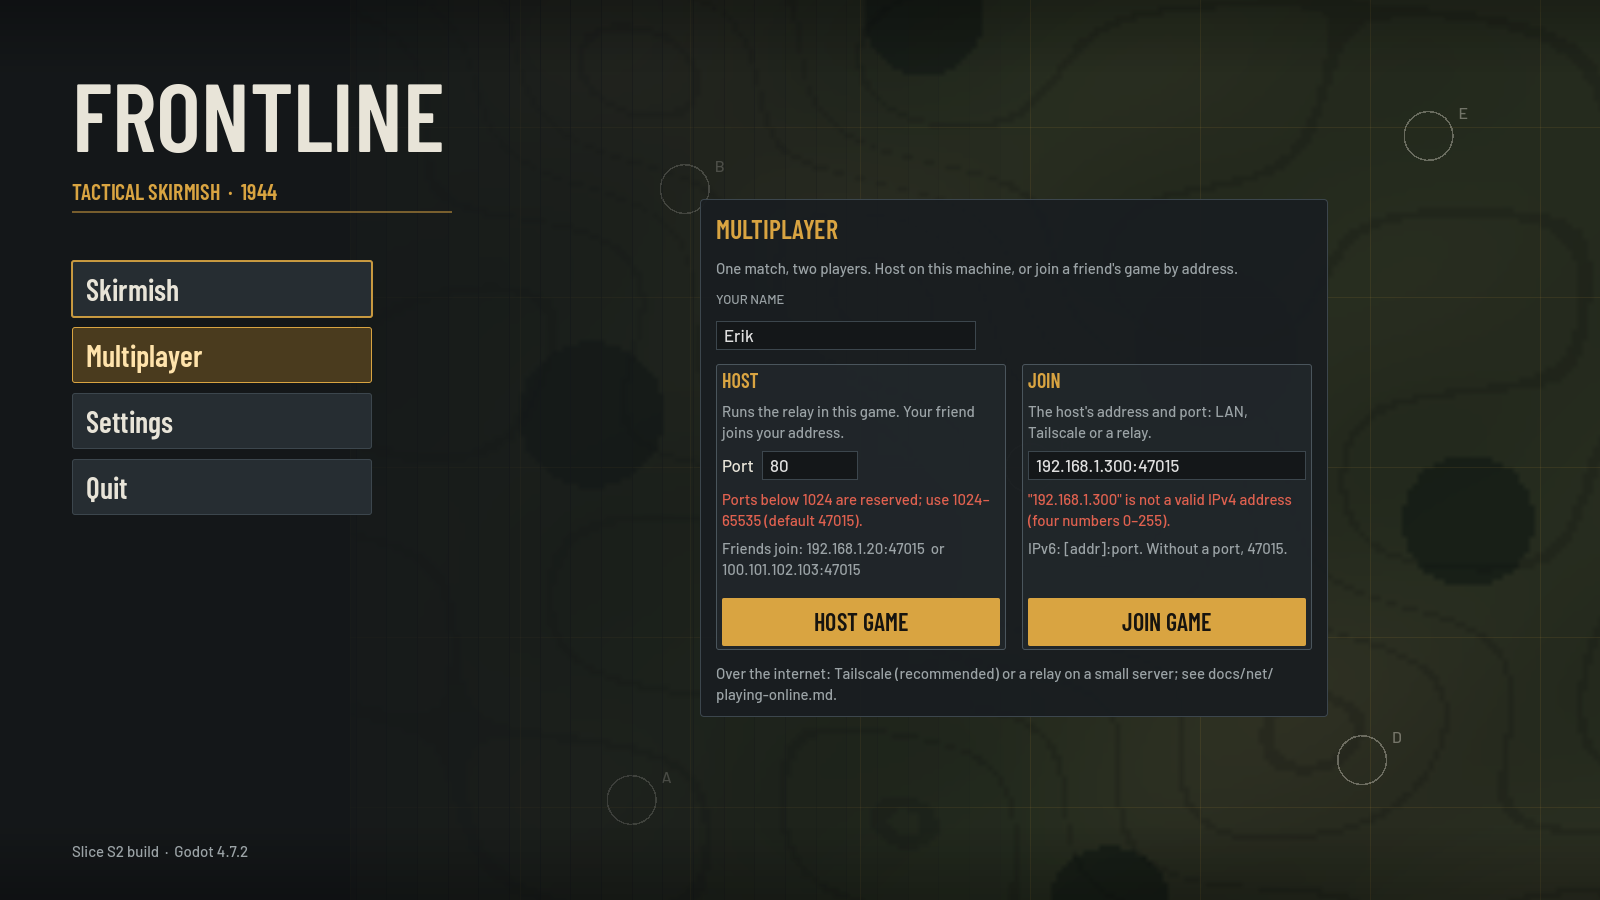 FRONTLINE
TACTICAL SKIRMISH · 1944
Skirmish
Multiplayer
Settings
Quit
Slice S2 build · Godot 4.7.2
B
E
MULTIPLAYER
One match, two players. Host on this machine, or join a friend's game by address.
YOUR NAME
Erik
HOST
Runs the relay in this game. Your friend
joins your address.
Port 80
Ports below 1024 are reserved; use 1024–
65535 (default 47015).
Friends join: 192.168.1.20:47015 or
100.101.102.103:47015
HOST GAME
JOIN
The host's address and port: LAN,
Tailscale or a relay.
192.168.1.300:47015
"192.168.1.300" is not a valid IPv4 address
(four numbers 0–255).
IPv6: [addr]:port. Without a port, 47015.
JOIN GAME
Over the internet: Tailscale (recommended) or a relay on a small server; see docs/net/
playing-online.md.
D
A